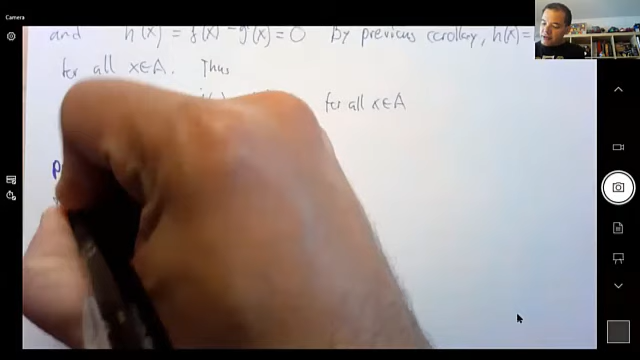 Camera
and h'(x) = f'(x) - g'(x) = 0 By previous corollary, h(x) =
for all x∈A. Thus
for all x∈A